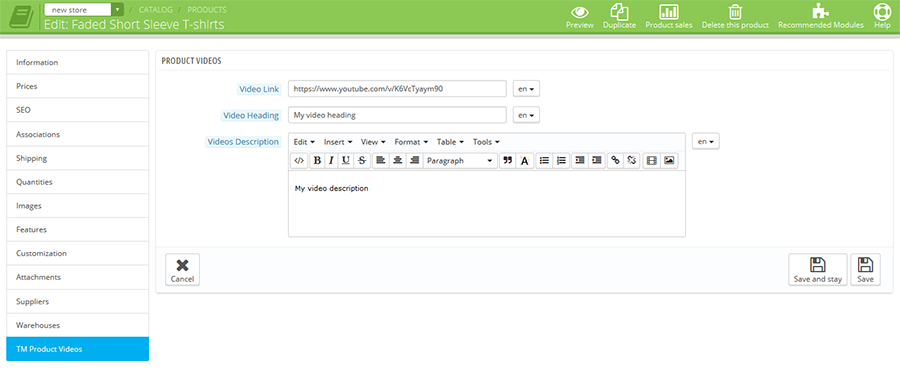 new store / CATALOG / PRODUCTS
Edit: Faded Short Sleeve T-shirts
Preview Duplicate Product sales Delete this product Recommended Modules Help
Information
Prices
SEO
Associations
Shipping
Quantities
Images
Features
Customization
Attachments
Suppliers
Warehouses
TM Product Videos
PRODUCT VIDEOS
Video Link https://www.youtube.com/v/K6VcTyaym90 en
Video Heading My video heading en
Videos Description Edit Insert View Format Table Tools en
B I U S Paragraph A
My video description
Cancel Save and stay Save